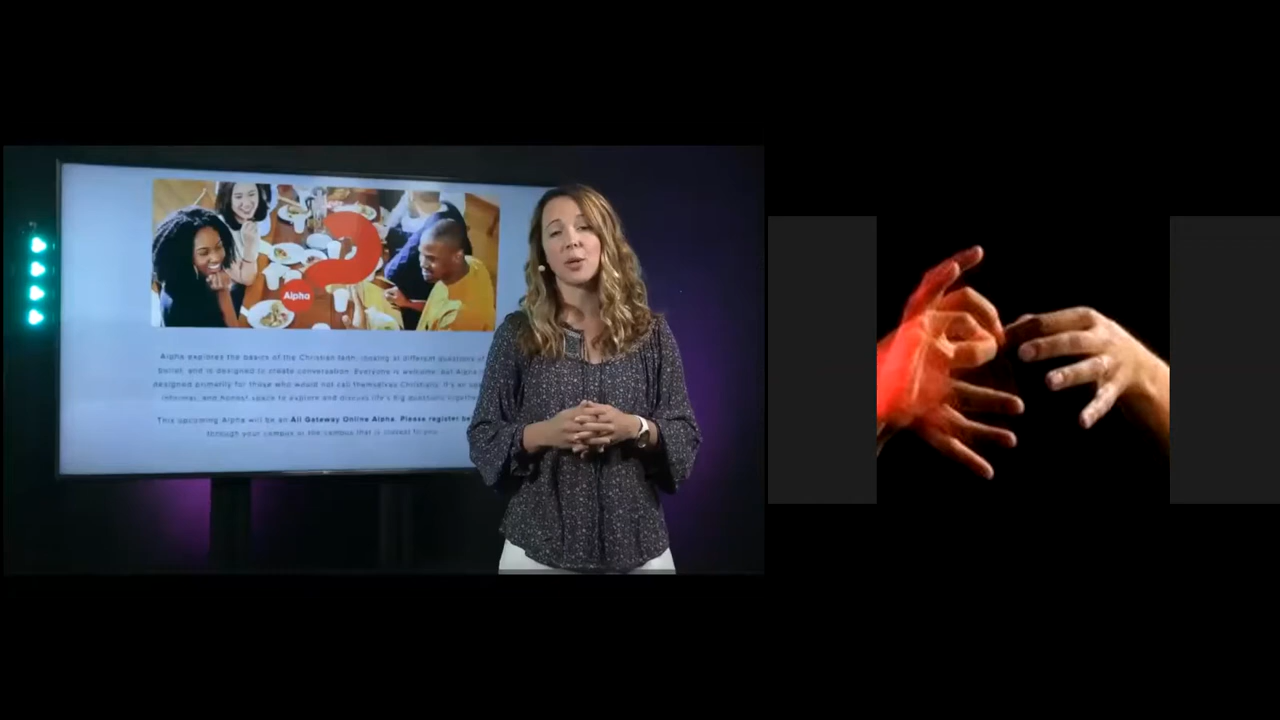 Alpha
Alpha explores the basics of the Christian faith, looking at different questions of
belief, and is designed to create conversation. Everyone is welcome, but Alpha
designed primarily for those who would not call themselves Christians. It's an
informal, and honest space to explore and discuss life's big questions together
This upcoming Alpha will be an All Gateway Online Alpha. Please register
through your campus or the campus that is closest to you.